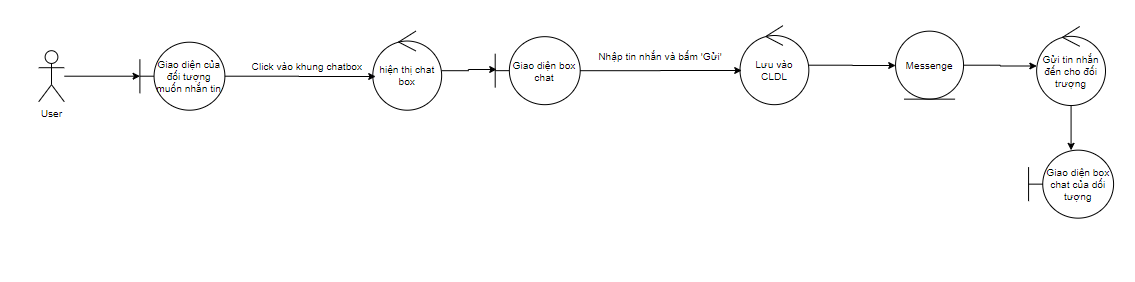 User
Giao diện của
đối tượng
muốn nhắn tin
Click vào khung chatbox
hiện thị chat
box
Giao diện box
chat
Nhập tin nhắn và bấm 'Gửi'
Lưu vào
CLDL
Messenge
Gửi tin nhắn
đến cho đối
trượng
Giao diện box
chat của dối
tượng